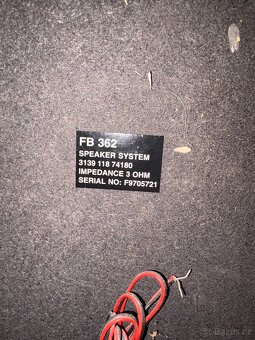 FB 362
SPEAKER SYSTEM
3139 118 74180
IMPEDANCE 3 OHM
SERIAL NO: F9705721